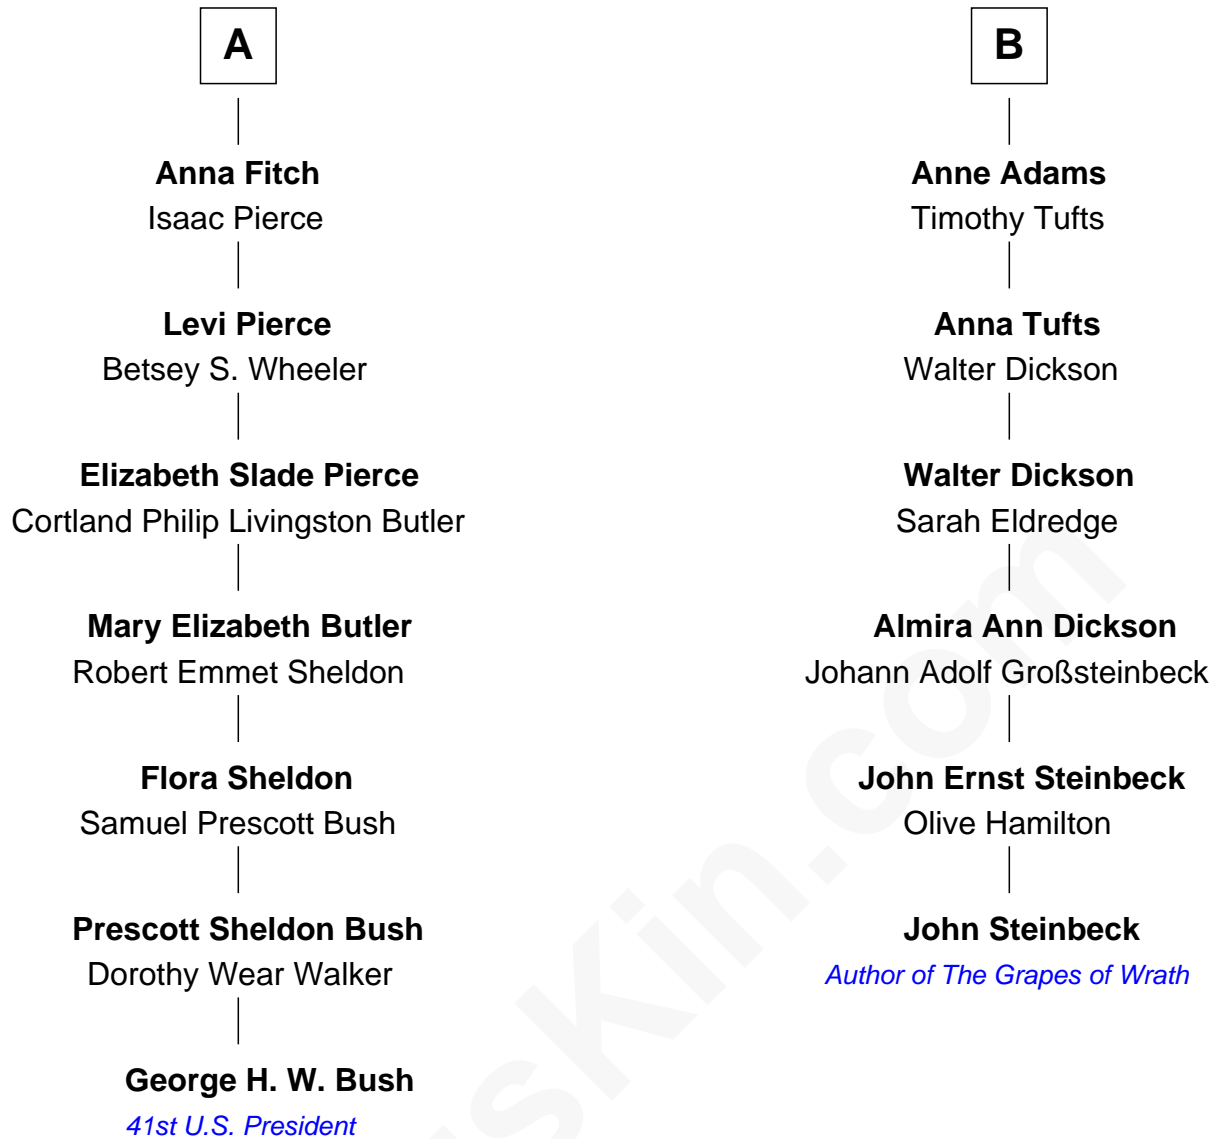 A
Anna Fitch
Isaac Pierce
Levi Pierce
Betsey S. Wheeler
Elizabeth Slade Pierce
Cortland Philip Livingston Butler
Mary Elizabeth Butler
Robert Emmet Sheldon
Flora Sheldon
Samuel Prescott Bush
Prescott Sheldon Bush
Dorothy Wear Walker
George H. W. Bush
41st U.S. President
B
Anne Adams
Timothy Tufts
Anna Tufts
Walter Dickson
Walter Dickson
Sarah Eldredge
Almira Ann Dickson
Johann Adolf Großsteinbeck
John Ernst Steinbeck
Olive Hamilton
John Steinbeck
Author of The Grapes of Wrath
sKin.com